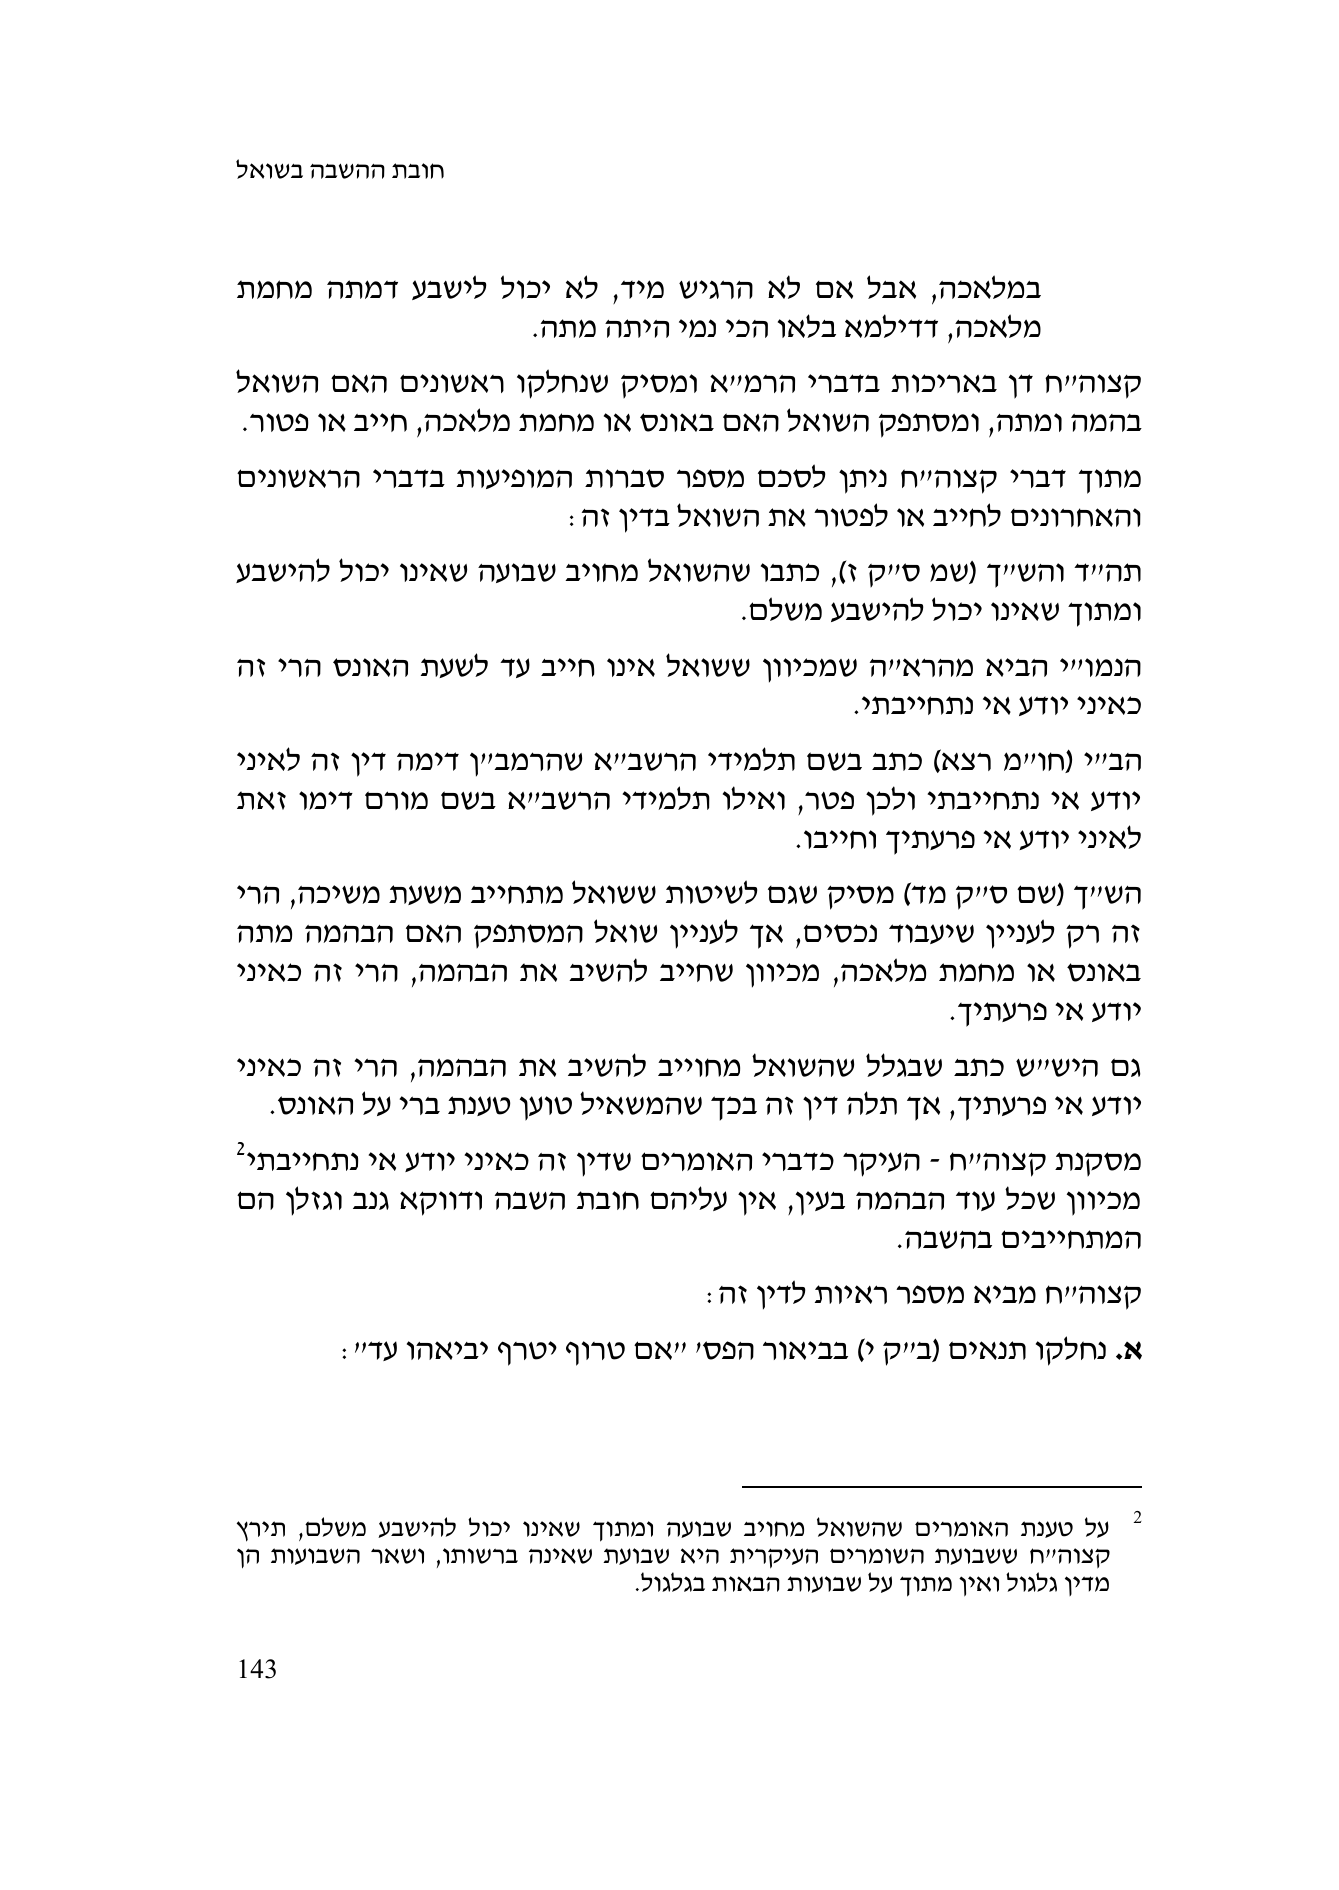 חובת ההשבה בשואל
במלאכה, אבל אם לא הרגיש מיד, לא יכול לישבע דמתה מחמת
מלאכה, דדילמא בלאו הכי נמי היתה מתה.
קצוה״ח דן באריכות בדברי הרמ״א ומסיק שנחלקו ראשונים האם השואל
בהמה ומתה, ומסתפק השואל האם באונס או מחמת מלאכה, חייב או פטור.
מתוך דברי קצוה״ח ניתן לסכם מספר סברות המופיעות בדברי הראשונים
והאחרונים לחייב או לפטור את השואל בדין זה:
תה״ד והש״ך (שמ ס״ק ז), כתבו שהשואל מחויב שבועה שאינו יכול להישבע
ומתוך שאינו יכול להישבע משלם.
הנמו״י הביא מהרא״ה שמכיוון ששואל אינו חייב עד לשעת האונס הרי זה
כאיני יודע אי נתחייבתי.
הב״י (חו״מ רצא) כתב בשם תלמידי הרשב״א שהרמב״ן דימה דין זה לאיני
יודע אי נתחייבתי ולכן פטר, ואילו תלמידי הרשב״א בשם מורם דימו זאת
לאיני יודע אי פרעתיך וחייבו.
הש״ך (שם ס״ק מד) מסיק שגם לשיטות ששואל מתחייב משעת משיכה, הרי
זה רק לעניין שיעבוד נכסים, אך לעניין שואל המסתפק האם הבהמה מתה
באונס או מחמת מלאכה, מכיוון שחייב להשיב את הבהמה, הרי זה כאיני
יודע אי פרעתיך.
גם היש״ש כתב שבגלל שהשואל מחוייב להשיב את הבהמה, הרי זה כאיני
יודע אי פרעתיך, אך תלה דין זה בכך שהמשאיל טוען טענת ברי על האונס.
מסקנת קצוה״ח - העיקר כדברי האומרים שדין זה כאיני יודע אי נתחייבתי2
מכיוון שכל עוד הבהמה בעין, אין עליהם חובת השבה ודווקא גנב וגזלן הם
המתחייבים בהשבה.
קצוה״ח מביא מספר ראיות לדין זה:
א. נחלקו תנאים (ב״ק י) בביאור הפס׳ ״אם טרוף יטרף יביאהו עד״:
2 על טענת האומרים שהשואל מחויב שבועה ומתוך שאינו יכול להישבע משלם, תירץ
קצוה״ח ששבועת השומרים העיקרית היא שבועת שאינה ברשותו, ושאר השבועות הן
מדין גלגול ואין מתוך על שבועות הבאות בגלגול.
143